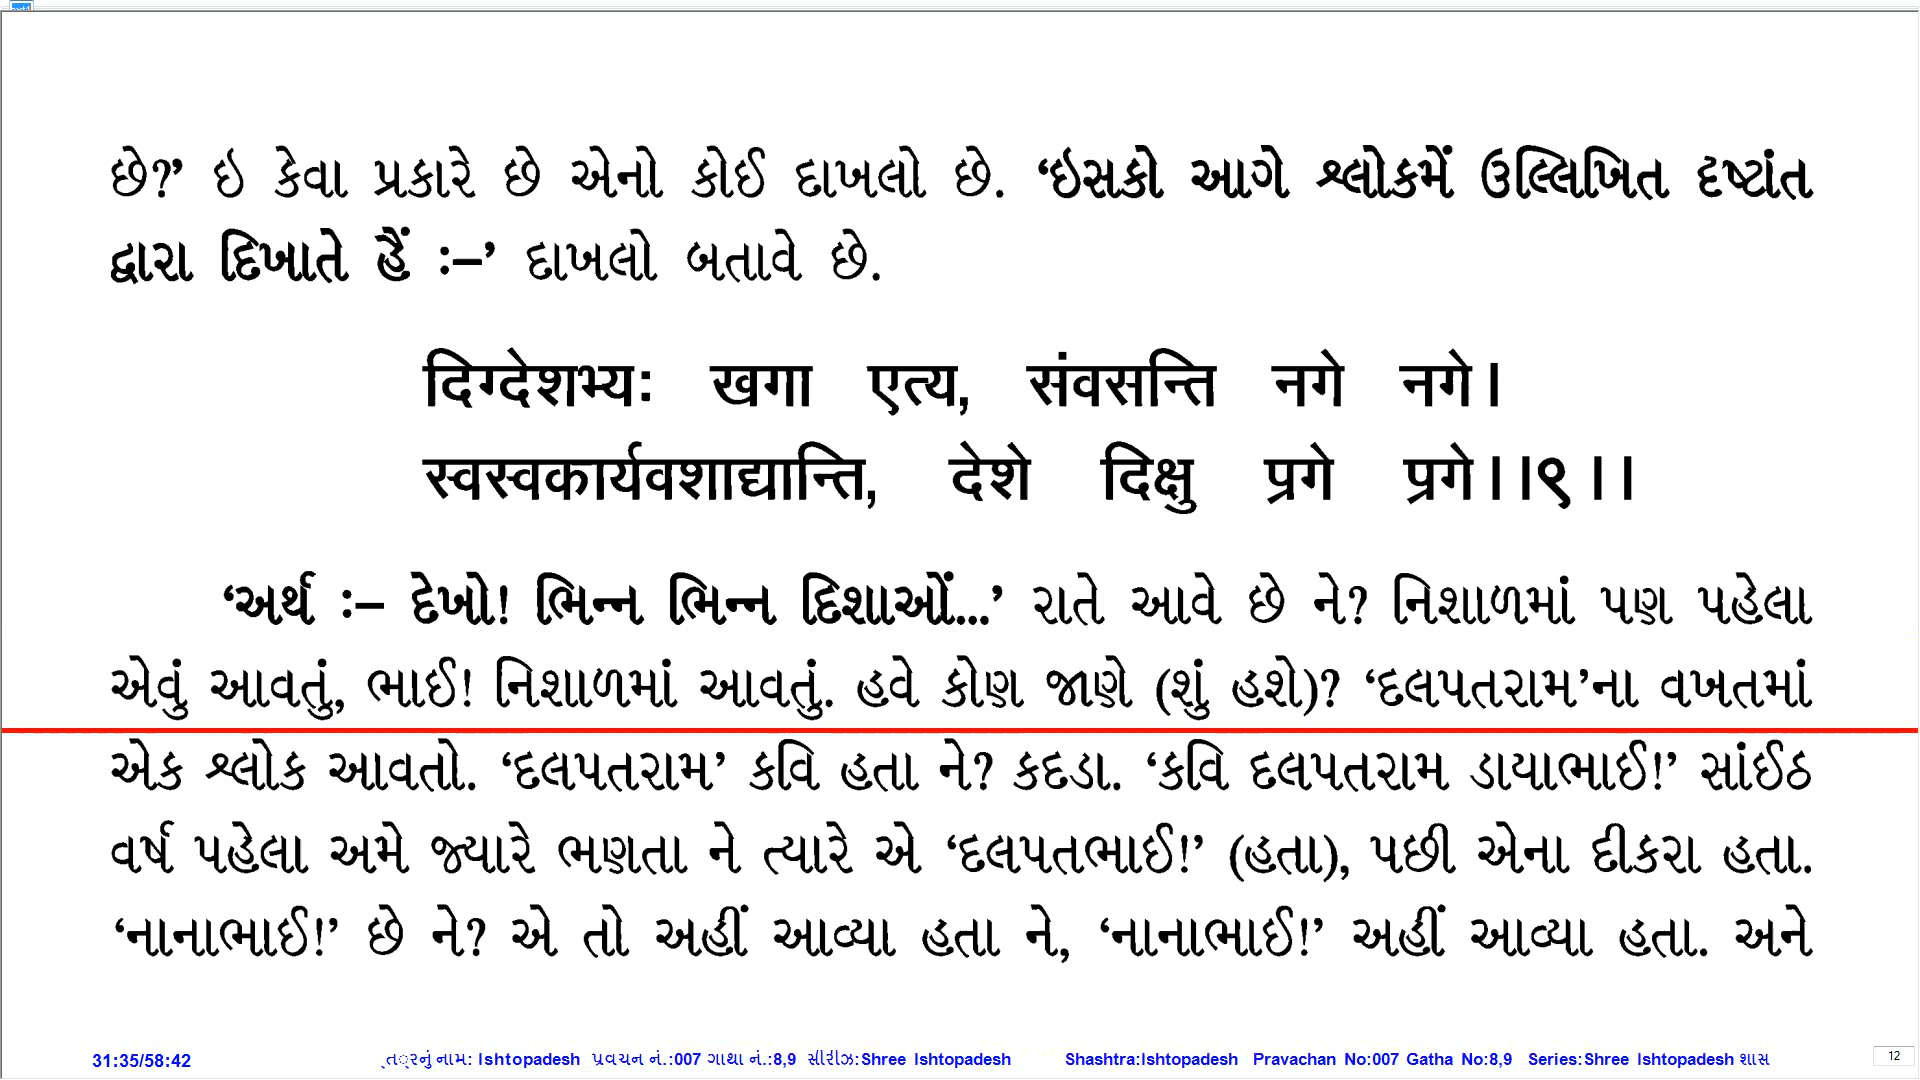 છે?’ ઇ કેવા પ્રકારે છે એનો કોઈ દાખલો છે. ‘ઇસકો આગે શ્લોકમેં ઉલ્લિખિત દૃષ્ટાંત
દ્વારા દિખાતે હૈં ઃ–’ દાખલો બતાવે છે.
दिग्देशभ्यः खगा एत्य, संवसन्ति नगे नगे।
स्वस्वकार्यवशाद्यान्ति, देशे दिक्षु प्रगे प्रगे।।९।।
‘અર્થ ઃ– દેખો! ભિન્ન ભિન્ન દિશાઓં...’ રાતે આવે છે ને? નિશાળમાં પણ પહેલા
એવું આવતું, ભાઈ! નિશાળમાં આવતું. હવે કોણ જાણે (શું હશે)? ‘દલપતરામ’ના વખતમાં
એક શ્લોક આવતો. ‘દલપતરામ’ કવિ હતા ને? કદડા. ‘કવિ દલપતરામ ડાયાભાઈ!’ સાંઈઠ
વર્ષ પહેલા અમે જ્યારે ભણતા ને ત્યારે એ ‘દલપતભાઈ!’ (હતા), પછી એના દીકરા હતા.
‘નાનાભાઈ!’ છે ને? એ તો અહીં આવ્યા હતા ને, ‘નાનાભાઈ!’ અહીં આવ્યા હતા. અને
31:35/58:42 ્ત્રનું નામ: Ishtopadesh પ્રવચન નં.:007 ગાથા નં.:8,9 સીરીઝ:Shree Ishtopadesh Shashtra:Ishtopadesh Pravachan No:007 Gatha No:8,9 Series:Shree Ishtopadesh શાસ 12